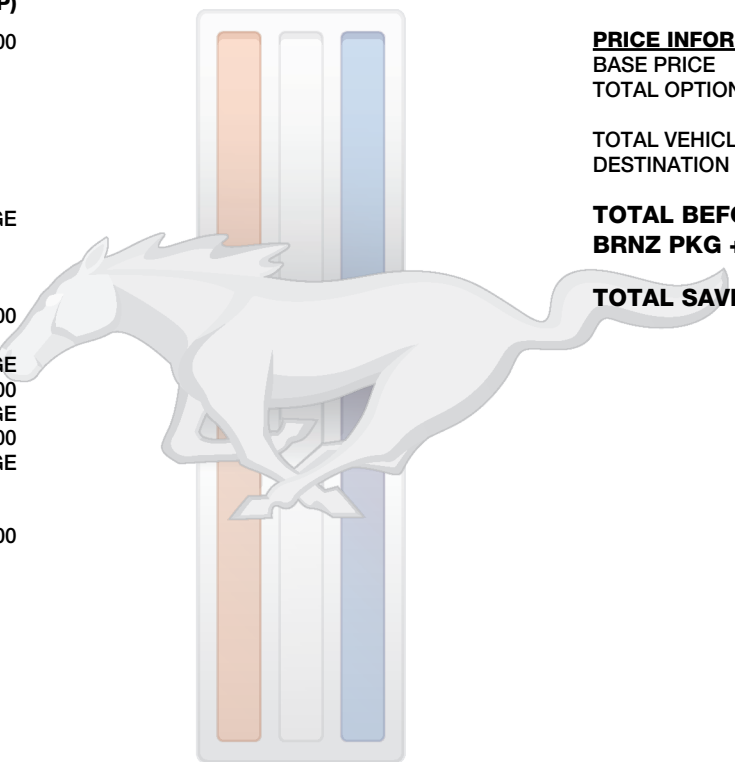 P)
00
GE
00
GE
00
GE
00
GE
00
PRICE INFOR
BASE PRICE
TOTAL OPTION
TOTAL VEHICL
DESTINATION
TOTAL BEFO
BRNZ PKG +
TOTAL SAVI